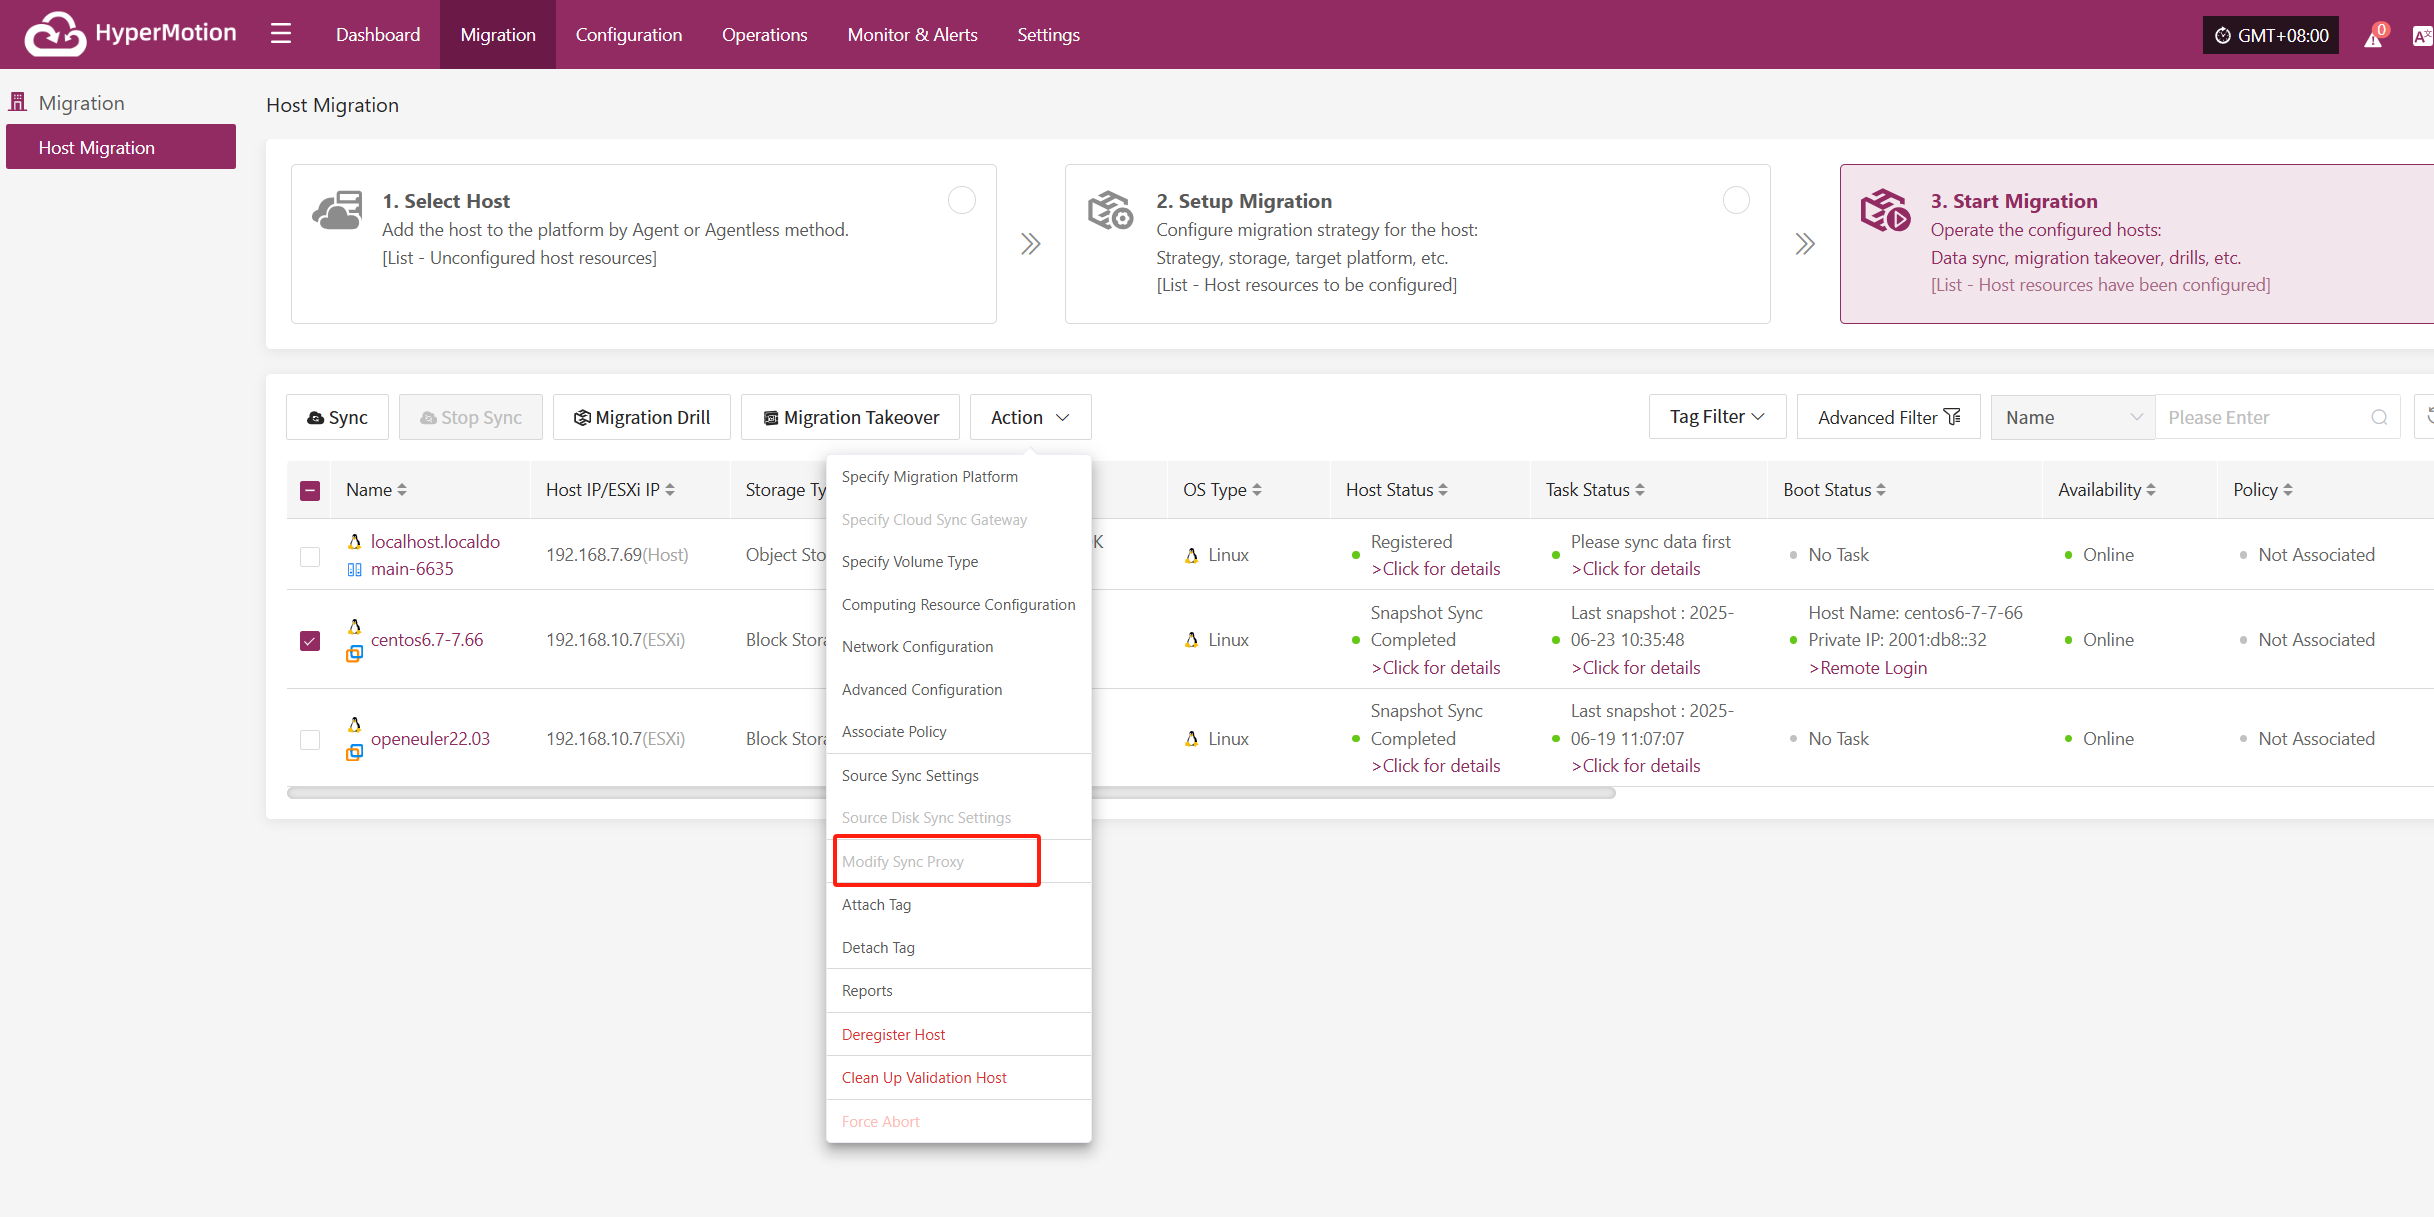 HyperMotion
Dashboard
Migration
Configuration
Operations
Monitor & Alerts
Settings
GMT+08:00
0
Migration
Host Migration
Host Migration
1. Select Host
Add the host to the platform by Agent or Agentless method.
[List - Unconfigured host resources]
2. Setup Migration
Configure migration strategy for the host:
Strategy, storage, target platform, etc.
[List - Host resources to be configured]
3. Start Migration
Operate the configured hosts:
Data sync, migration takeover, drills, etc.
[List - Host resources have been configured]
Sync
Stop Sync
Migration Drill
Migration Takeover
Action
Tag Filter
Advanced Filter
Name
Please Enter
Name
Host IP/ESXi IP
Storage Ty
OS Type
Host Status
Task Status
Boot Status
Availability
Policy
localhost.localdo
main-6635
192.168.7.69(Host)
Object Sto
K
Linux
Registered
>Click for details
Please sync data first
>Click for details
No Task
Online
Not Associated
centos6.7-7.66
192.168.10.7(ESXi)
Block Stora
Linux
Snapshot Sync
Completed
>Click for details
Last snapshot : 2025-
06-23 10:35:48
>Click for details
Host Name: centos6-7-7-66
Private IP: 2001:db8::32
>Remote Login
Online
Not Associated
openeuler22.03
192.168.10.7(ESXi)
Block Stora
Linux
Snapshot Sync
Completed
>Click for details
Last snapshot : 2025-
06-19 11:07:07
>Click for details
No Task
Online
Not Associated
Specify Migration Platform
Specify Cloud Sync Gateway
Specify Volume Type
Computing Resource Configuration
Network Configuration
Advanced Configuration
Associate Policy
Source Sync Settings
Source Disk Sync Settings
Modify Sync Proxy
Attach Tag
Detach Tag
Reports
Deregister Host
Clean Up Validation Host
Force Abort